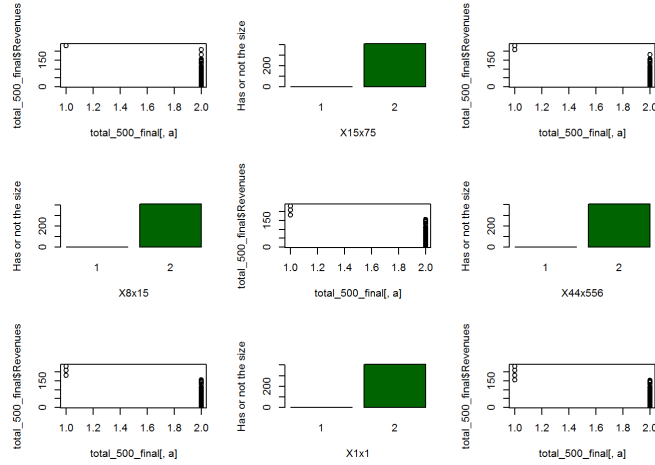 total_500_final$Revenues
150
0
1.0 1.2 1.4 1.6 1.8 2.0
total_500_final[, a]
Has or not the size
200
0
1 2
X15x75
total_500_final$Revenues
150
0
1.0 1.2 1.4 1.6 1.8 2.0
total_500_final[, a]
Has or not the size
200
0
1 2
X8x15
total_500_final$Revenues
150
0
1.0 1.2 1.4 1.6 1.8 2.0
total_500_final[, a]
Has or not the size
200
0
1 2
X44x556
total_500_final$Revenues
150
0
1.0 1.2 1.4 1.6 1.8 2.0
total_500_final[, a]
Has or not the size
200
0
1 2
X1x1
total_500_final$Revenues
150
0
1.0 1.2 1.4 1.6 1.8 2.0
total_500_final[, a]